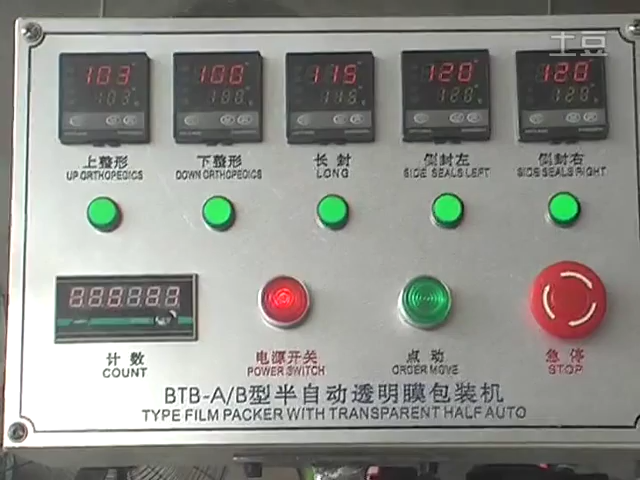 土豆
103
100
115
120
120
103
100
115
120
120
上整形
下整形
长封
侧封左
侧封右
UP ORTHOPEDICS
DOWN ORTHOPEDICS
LONG
SIDE SEALS LEFT
SIDE SEALS RIGHT
计数
电源开关
点动
急停
COUNT
POWER SWITCH
ORDER MOVE
STOP
BTB-A/B型半自动透明膜包装机
TYPE FILM PACKER WITH TRANSPARENT HALF AUTO